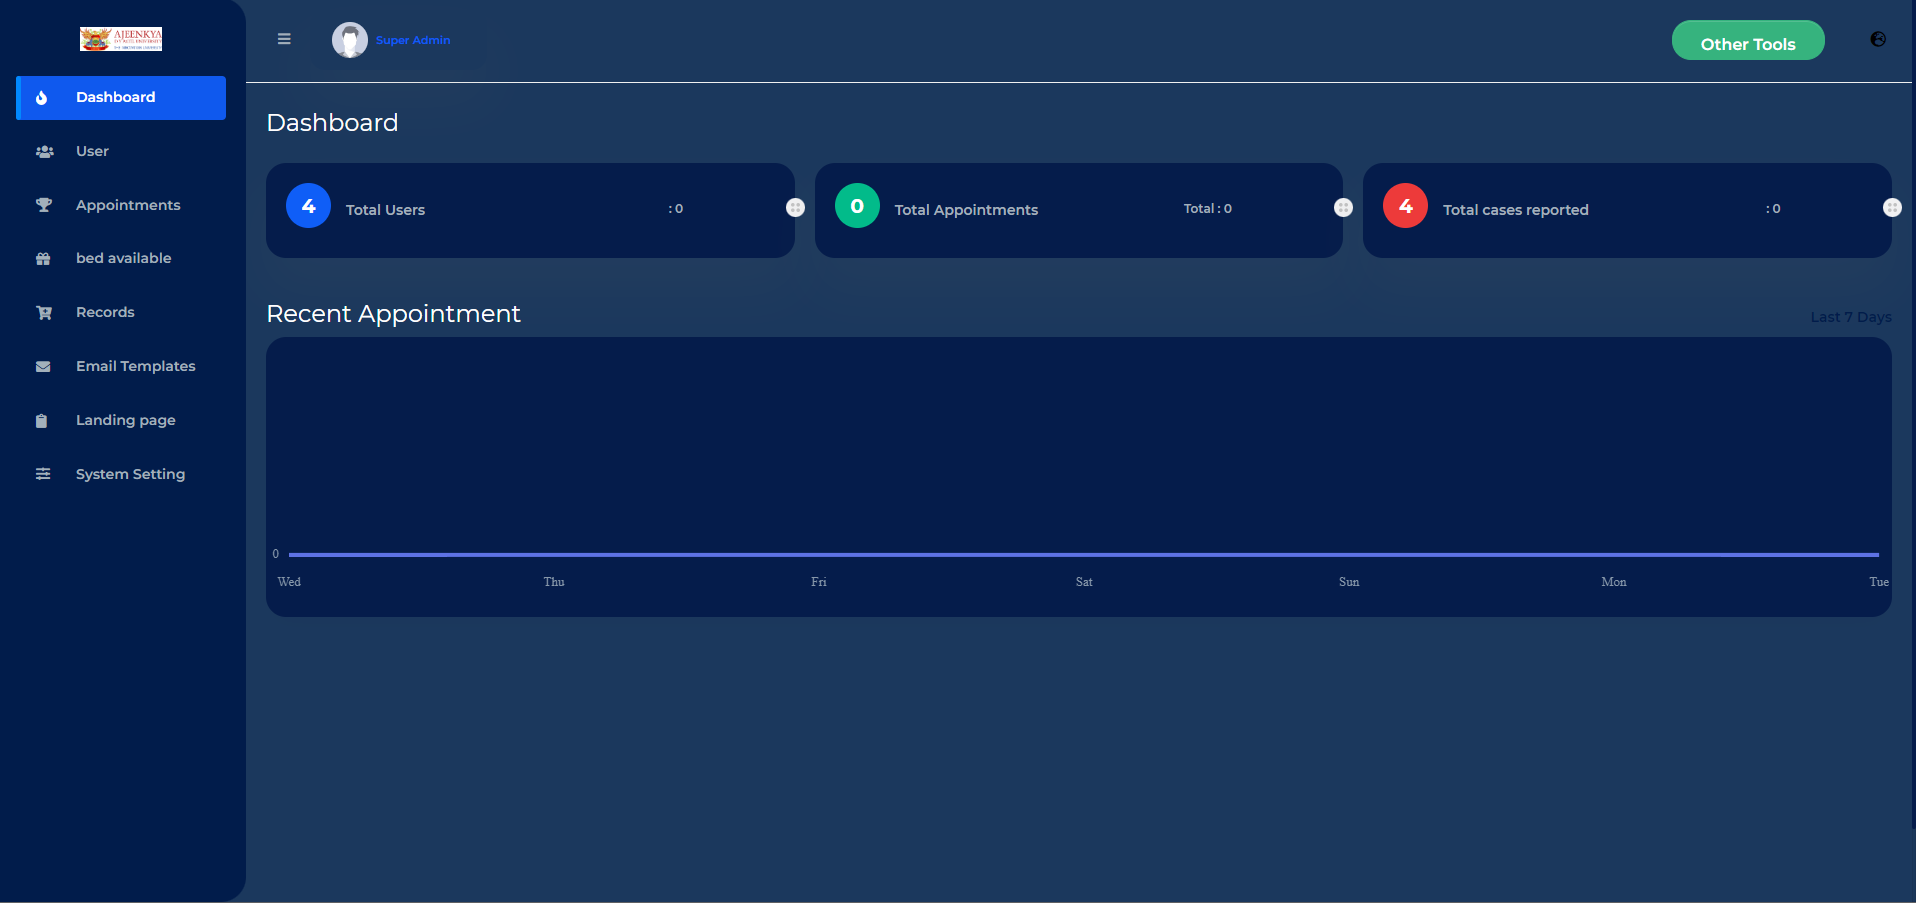 AJEENKYA
Super Admin
Other Tools
Dashboard
User
Appointments
bed available
Records
Email Templates
Landing page
System Setting
Dashboard
4 Total Users : 0
0 Total Appointments Total : 0
4 Total cases reported : 0
Recent Appointment
Last 7 Days
0
Wed Thu Fri Sat Sun Mon Tue